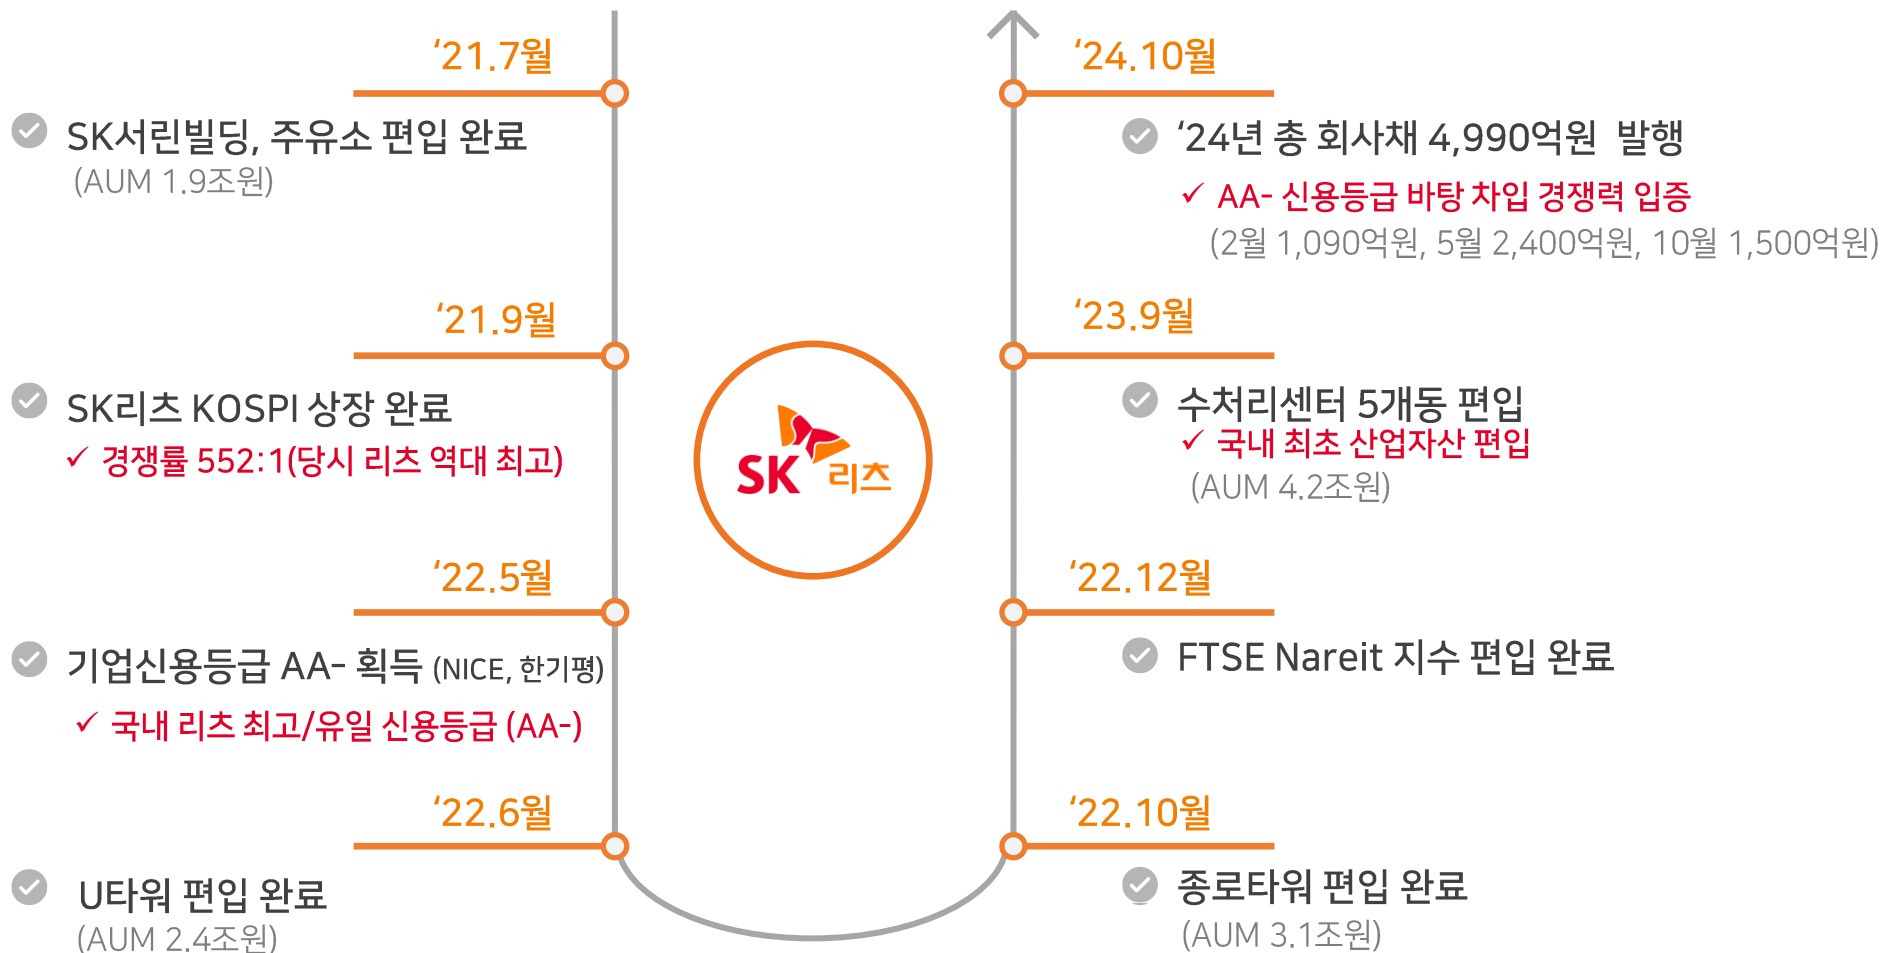 ‘21.7월
SK서린빌딩, 주유소 편입 완료
(AUM 1.9조원)
‘21.9월
SK리츠 KOSPI 상장 완료
경쟁률 552:1(당시 리츠 역대 최고)
‘22.5월
기업신용등급 AA- 획득 (NICE, 한기평)
국내 리츠 최고/유일 신용등급 (AA-)
‘22.6월
U타워 편입 완료
(AUM 2.4조원)
SK 리츠
‘24.10월
‘24년 총 회사채 4,990억원 발행
AA- 신용등급 바탕 차입 경쟁력 입증
(2월 1,090억원, 5월 2,400억원, 10월 1,500억원)
‘23.9월
수처리센터 5개동 편입
국내 최초 산업자산 편입
(AUM 4.2조원)
‘22.12월
FTSE Nareit 지수 편입 완료
‘22.10월
종로타워 편입 완료
(AUM 3.1조원)